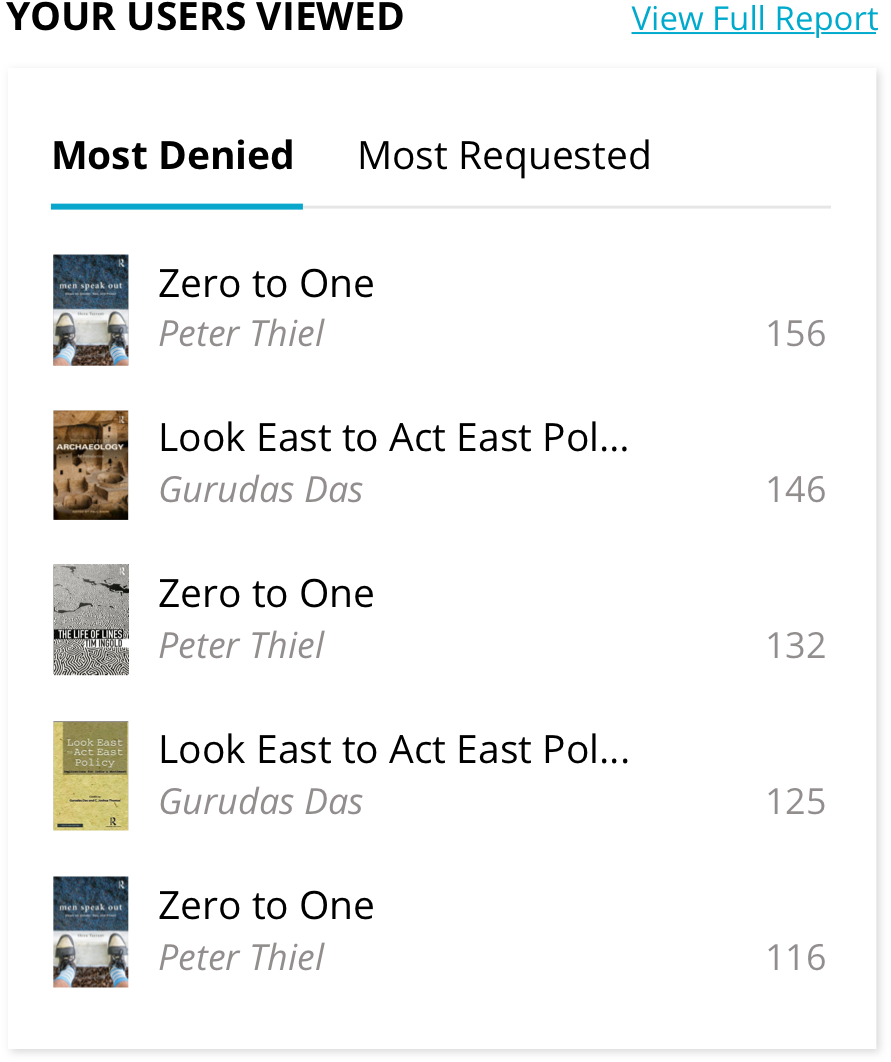 YOUR USERS VIEWED
View Full Report
Most Denied
Most Requested
R
men speak out
Zero to One
Peter Thiel
156
R
ARCHAEOLOGY
Look East to Act East Pol...
Gurudas Das
146
R
THE LIFE OF LINES
TIM INGOLD
Zero to One
Peter Thiel
132
Look East
to Act East
Policy
R
Look East to Act East Pol...
Gurudas Das
125
R
men speak out
Zero to One
Peter Thiel
116